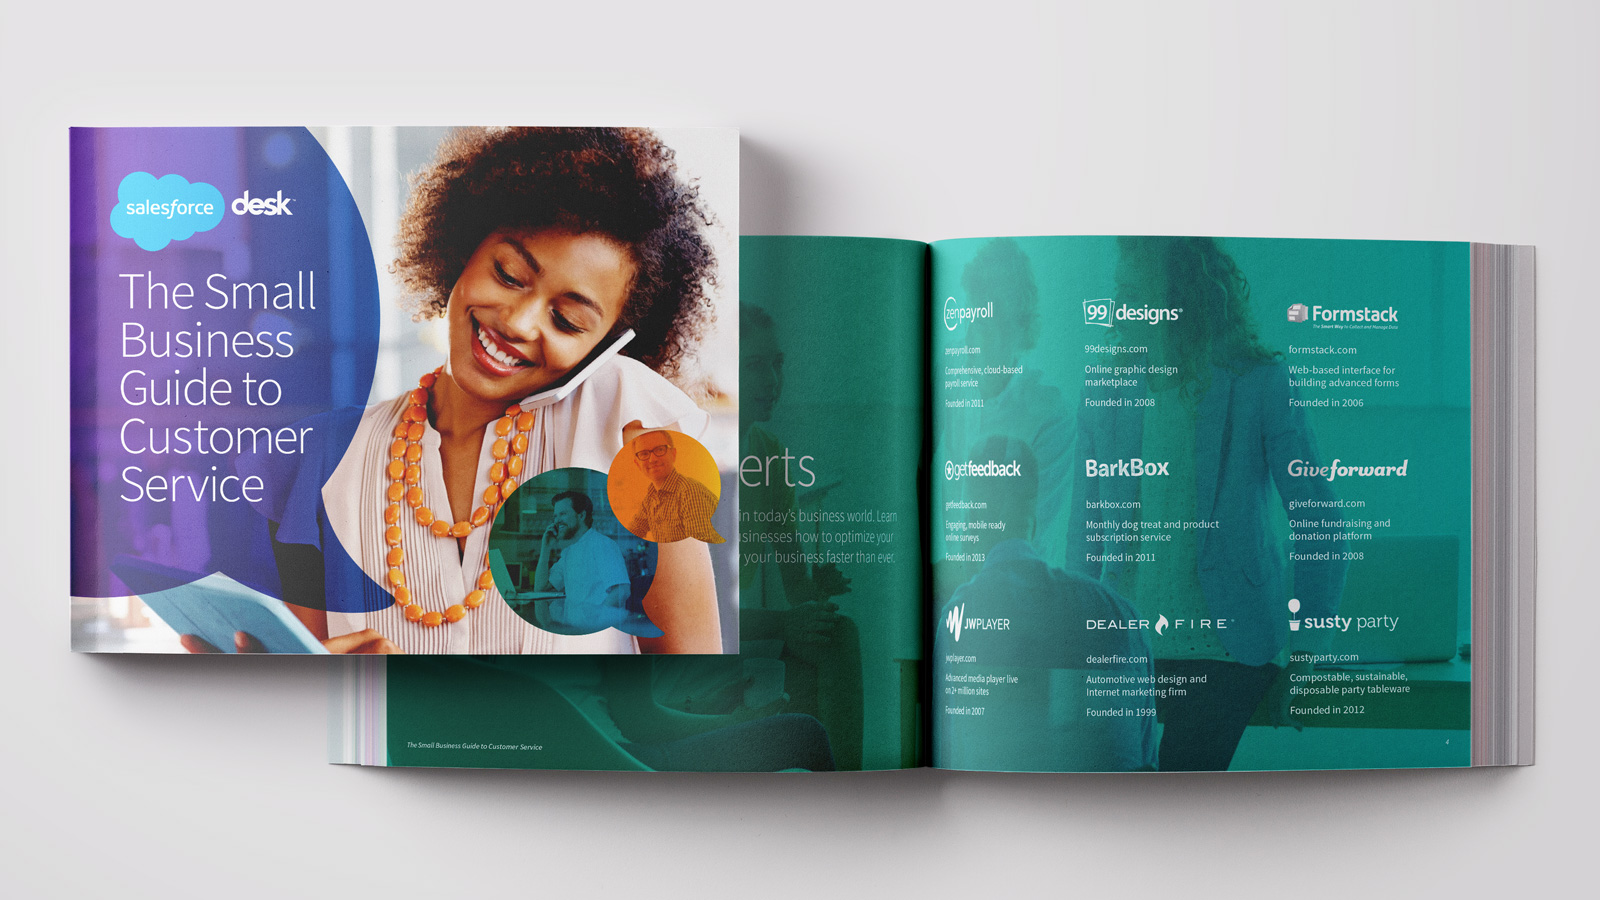 salesforce desk™
The Small
Business
Guide to
Customer
Service
erts
in today's business world. Learn
usinesses how to optimize your
your business faster than ever.
The Small Business Guide to Customer Service
zenpayroll
zenpayroll.com
Comprehensive, cloud-based
payroll service
Founded in 2011
99designs®
99designs.com
Online graphic design
marketplace
Founded in 2008
Formstack
The Smart Way to Collect and Manage Data
formstack.com
Web-based interface for
building advanced forms
Founded in 2006
getfeedback
getfeedback.com
Engaging, mobile ready
online surveys
Founded in 2013
BarkBox
barkbox.com
Monthly dog treat and product
subscription service
Founded in 2011
Giveforward
giveforward.com
Online fundraising and
donation platform
Founded in 2008
JWPLAYER
jwplayer.com
Advanced media player live
on 2+ million sites
Founded in 2007
DEALER FIRE®
dealerfire.com
Automotive web design and
Internet marketing firm
Founded in 1999
susty party
sustyparty.com
Compostable, sustainable,
disposable party tableware
Founded in 2012